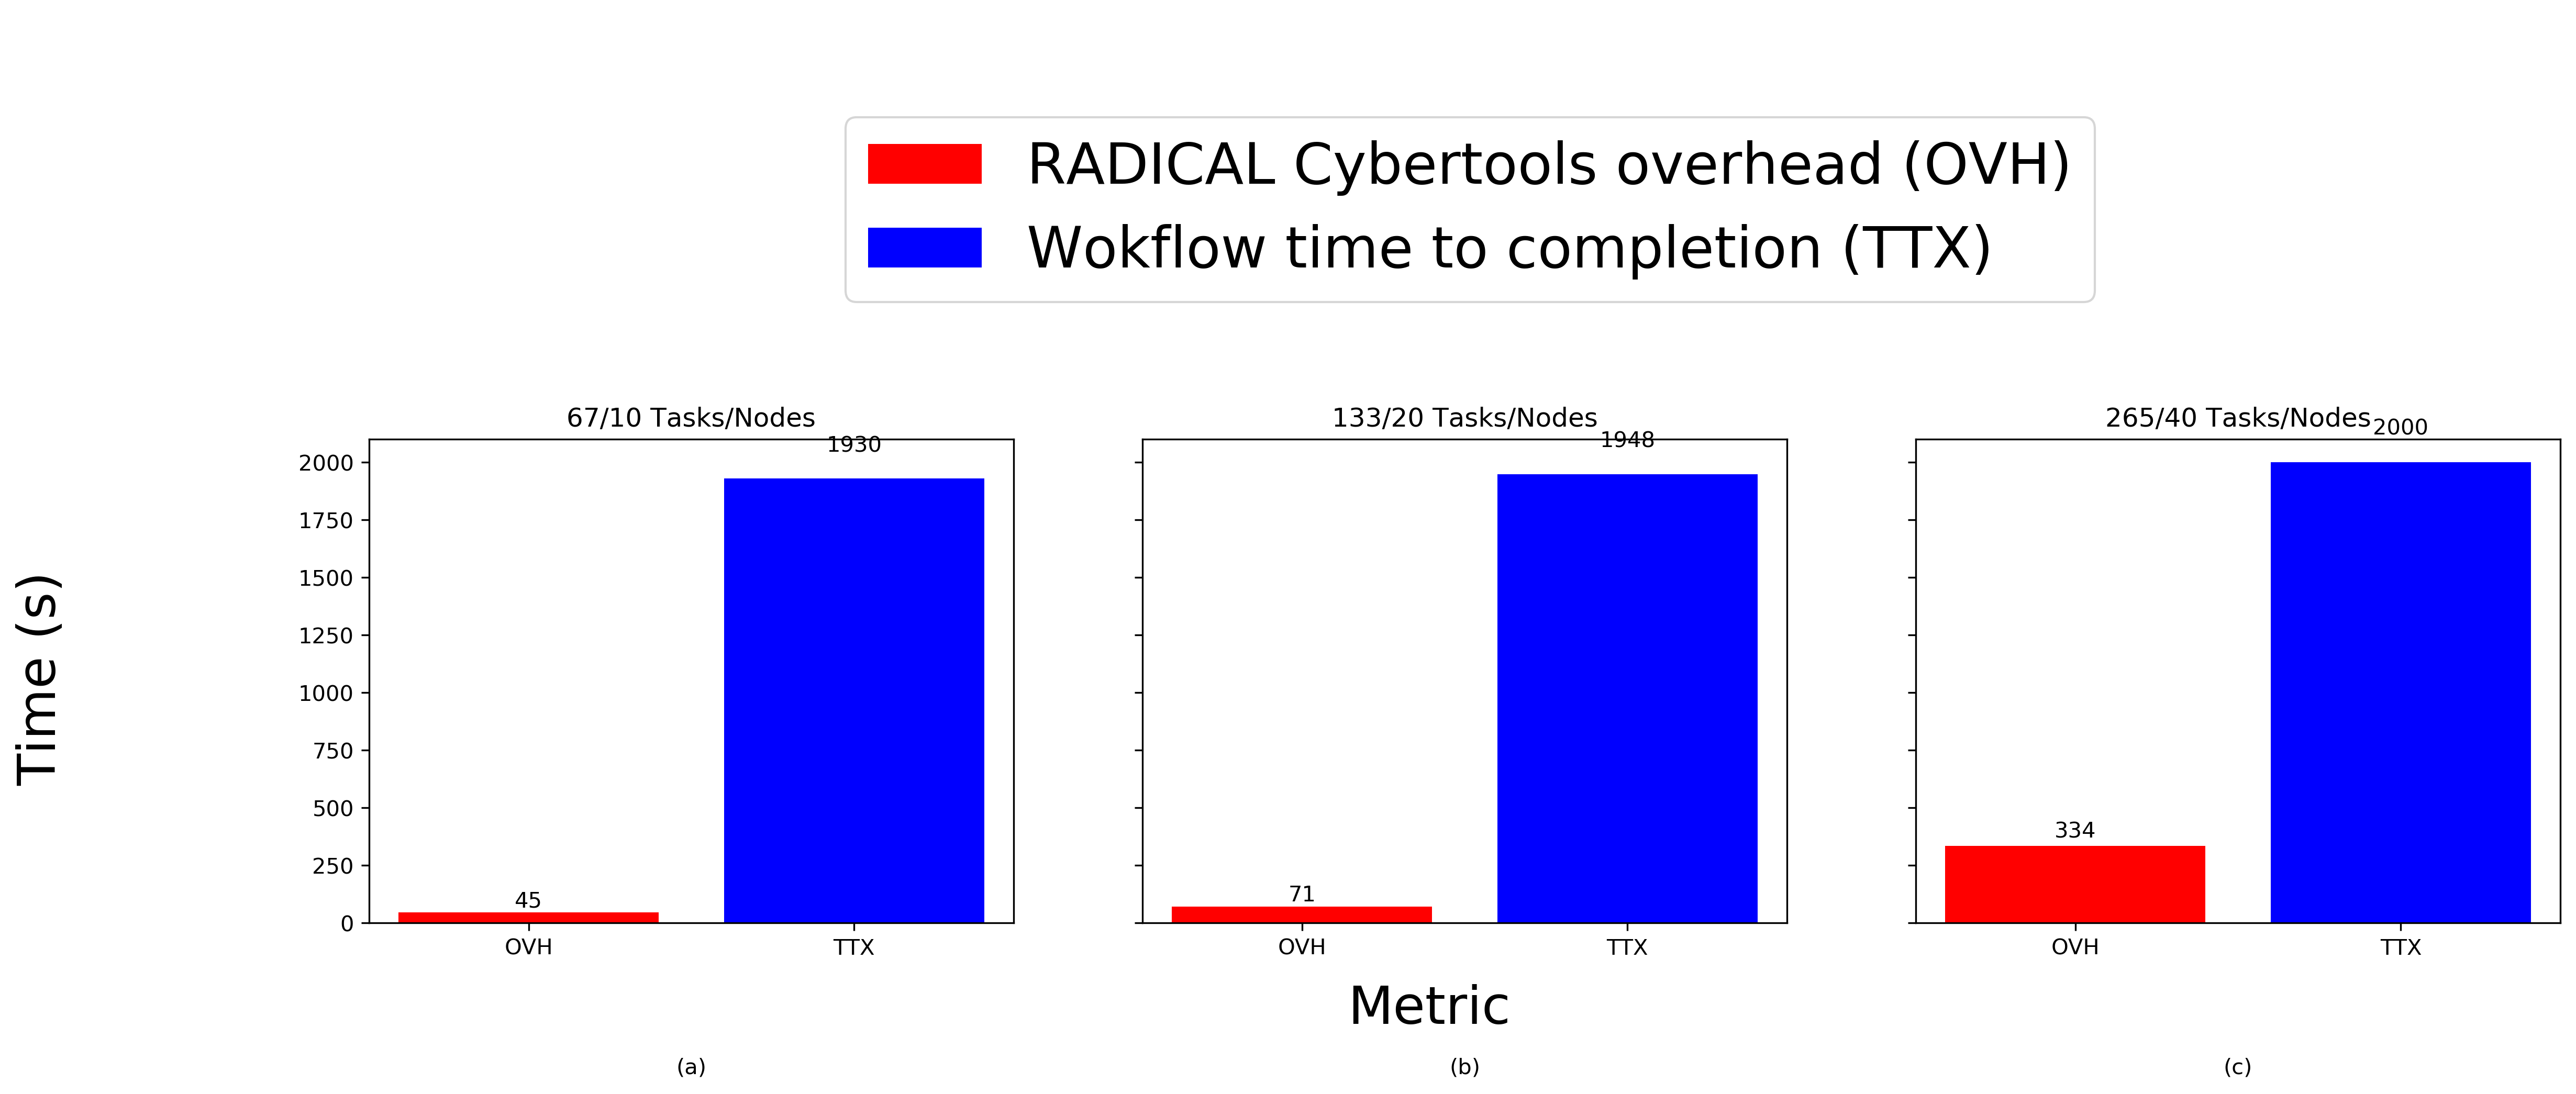 RADICAL Cybertools overhead (OVH)
Wokflow time to completion (TTX)
67/10 Tasks/Nodes
133/20 Tasks/Nodes
265/40 Tasks/Nodes
1930
1948
2000
2000
1750
1500
1250
1000
750
500
250
0
45
71
334
OVH
TTX
OVH
TTX
OVH
TTX
Time (s)
Metric
(a)
(b)
(c)